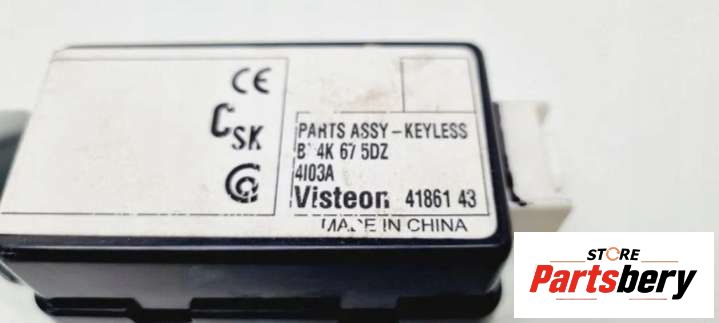 CE
CSK
PARTS ASSY-KEYLESS
B 4K 67 5DZ
4I03A
Visteon 41861 43
MADE IN CHINA
STORE
Partsbery